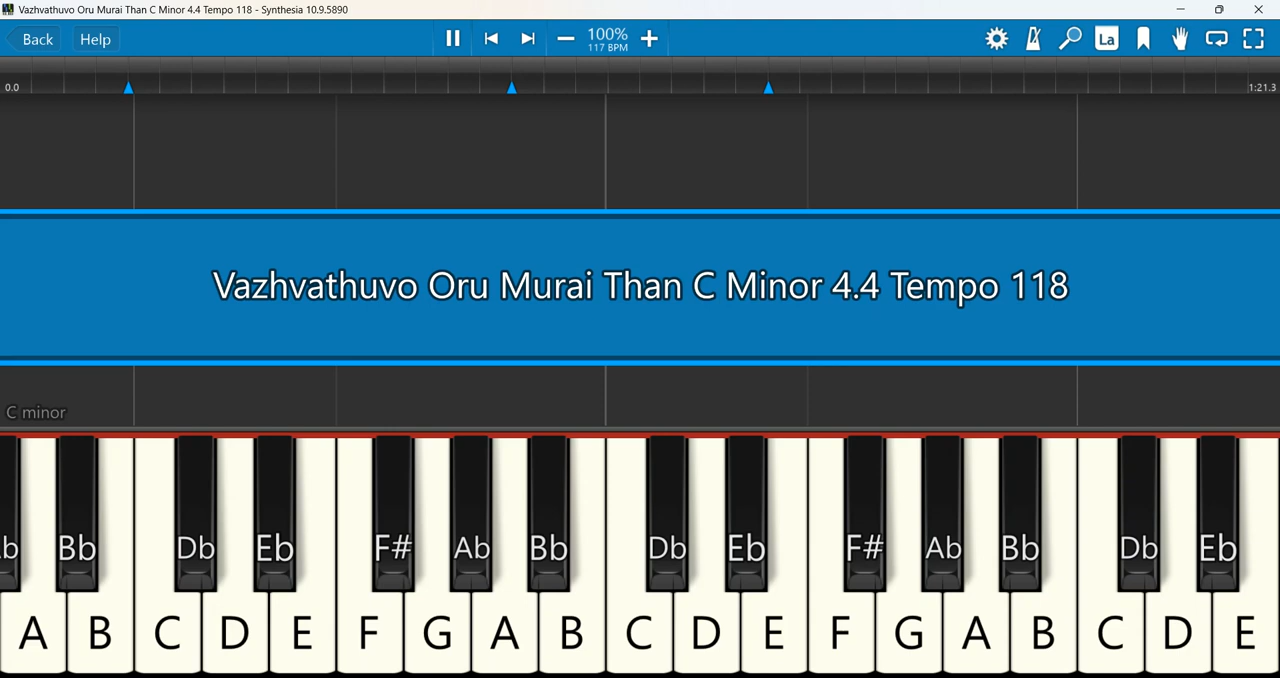 Vazhvathuvo Oru Murai Than C Minor 4.4 Tempo 118 - Synthesia 10.9.5890
Back Help 100% La
117 BPM
0.0 1:21.3
Vazhvathuvo Oru Murai Than C Minor 4.4 Tempo 118
C minor
b Bb Db Eb F# Ab Bb Db Eb F# Ab Bb Db Eb
A B C D E F G A B C D E F G A B C D E